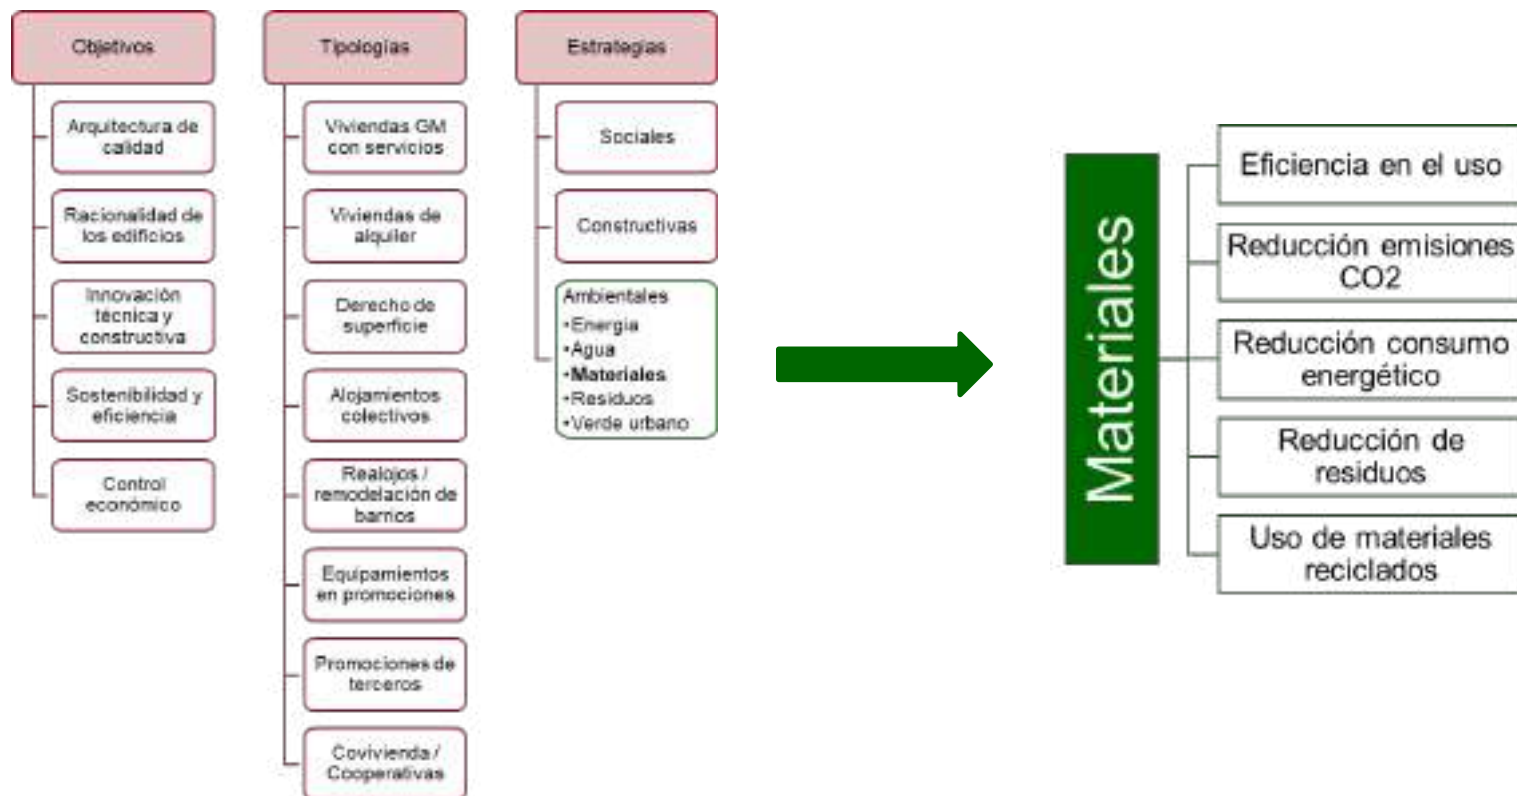 Objetivos
Arquitectura de
calidad
Racionalidad de
los edificios
Innovación
técnica y
constructiva
Sostenibilidad y
eficiencia
Control
económico
Tipologías
Viviendas GM
con servicios
Viviendas de
alquiler
Derecho de
superficie
Alojamientos
colectivos
Realojos /
remodelación de
barrios
Equipamientos
en promociones
Promociones de
terceros
Covivienda /
Cooperativas
Estrategias
Sociales
Constructivas
Ambientales
•Energía
•Agua
•Materiales
•Residuos
•Verde urbano
Materiales
Eficiencia en el uso
Reducción emisiones
CO2
Reducción consumo
energético
Reducción de
residuos
Uso de materiales
reciclados